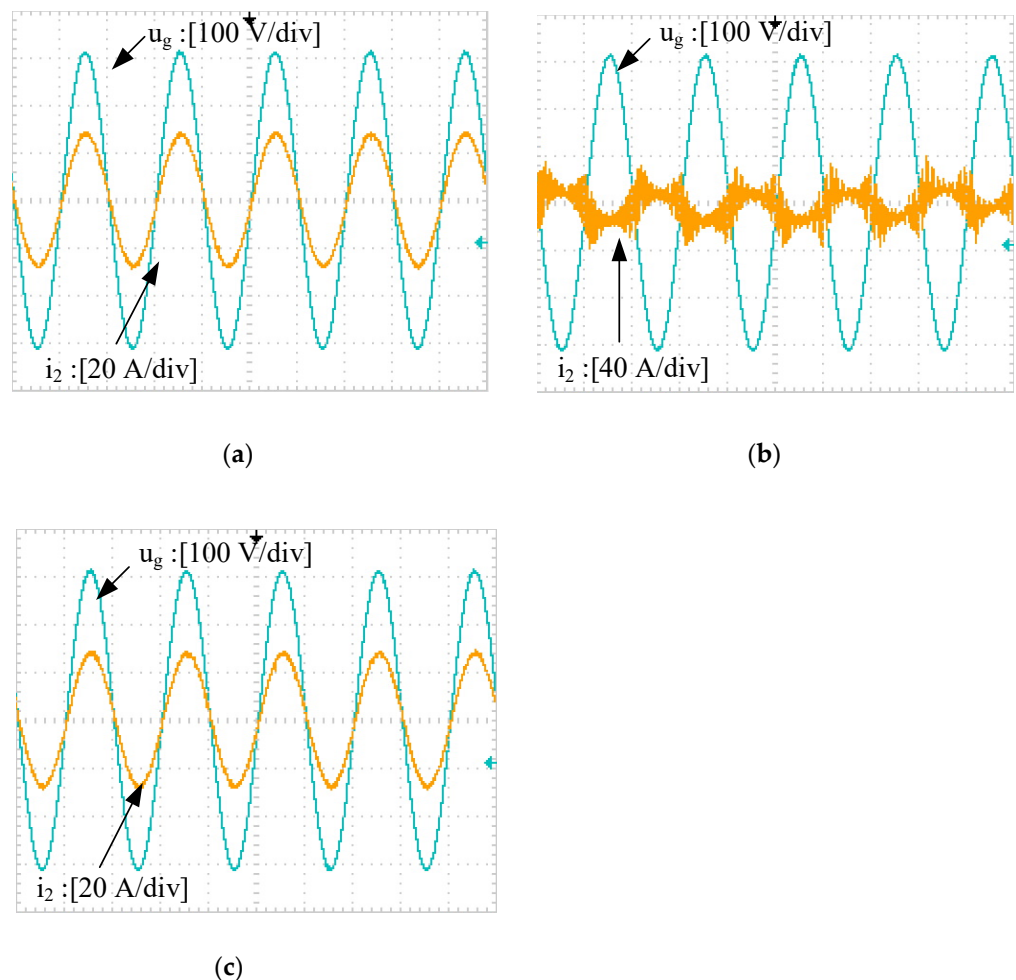 u_g :[100 V/div]
i_2 :[20 A/div]
(a)
u_g :[100 V/div]
i_2 :[40 A/div]
(b)
u_g :[100 V/div]
i_2 :[20 A/div]
(c)